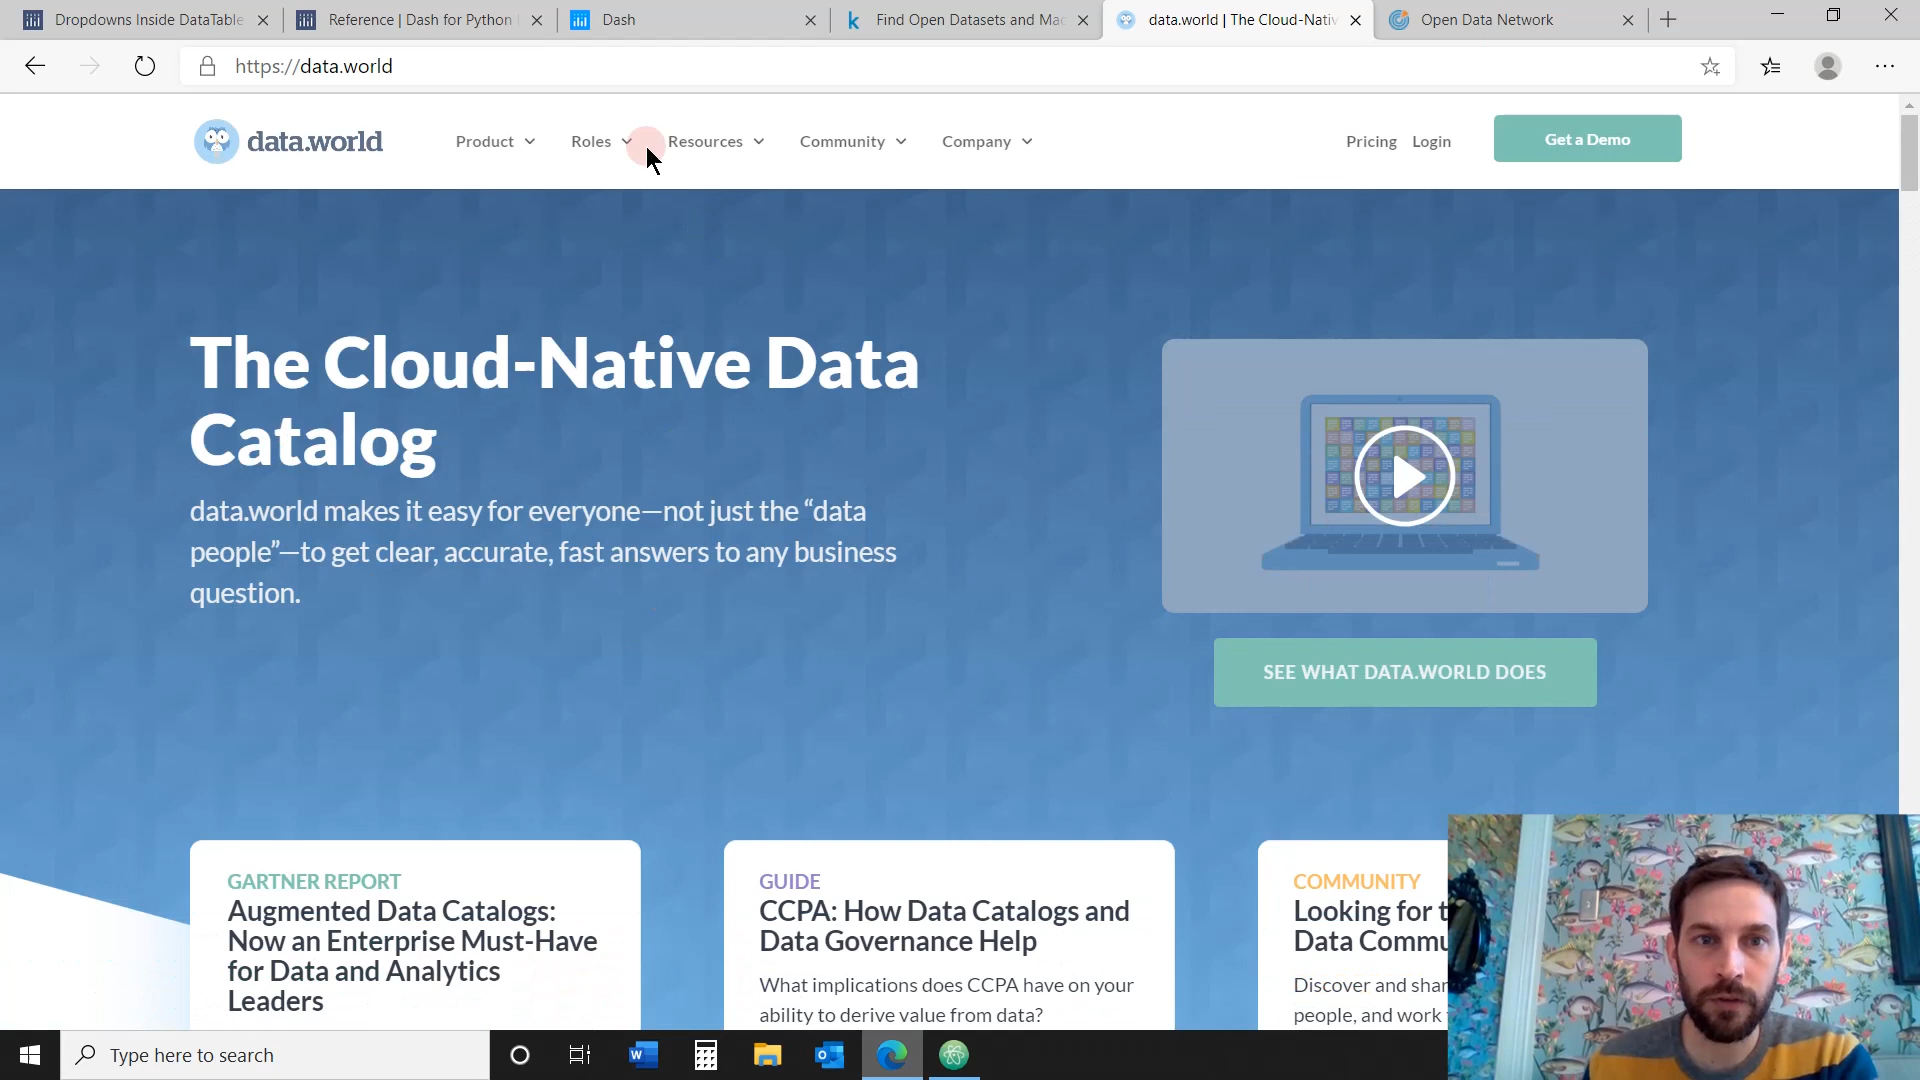 Dropdowns Inside DataTable
Reference | Dash for Python
Dash
Find Open Datasets and Mac
data.world | The Cloud-Nativ
Open Data Network
https://data.world
data.world
Product
Roles
Resources
Community
Company
Pricing
Login
Get a Demo
The Cloud-Native Data
Catalog
data.world makes it easy for everyone—not just the “data
people”—to get clear, accurate, fast answers to any business
question.
SEE WHAT DATA.WORLD DOES
GARTNER REPORT
Augmented Data Catalogs:
Now an Enterprise Must-Have
for Data and Analytics
Leaders
GUIDE
CCPA: How Data Catalogs and
Data Governance Help
What implications does CCPA have on your
ability to derive value from data?
COMMUNITY
Looking for t
Data Commu
Discover and shar
people, and work
Type here to search